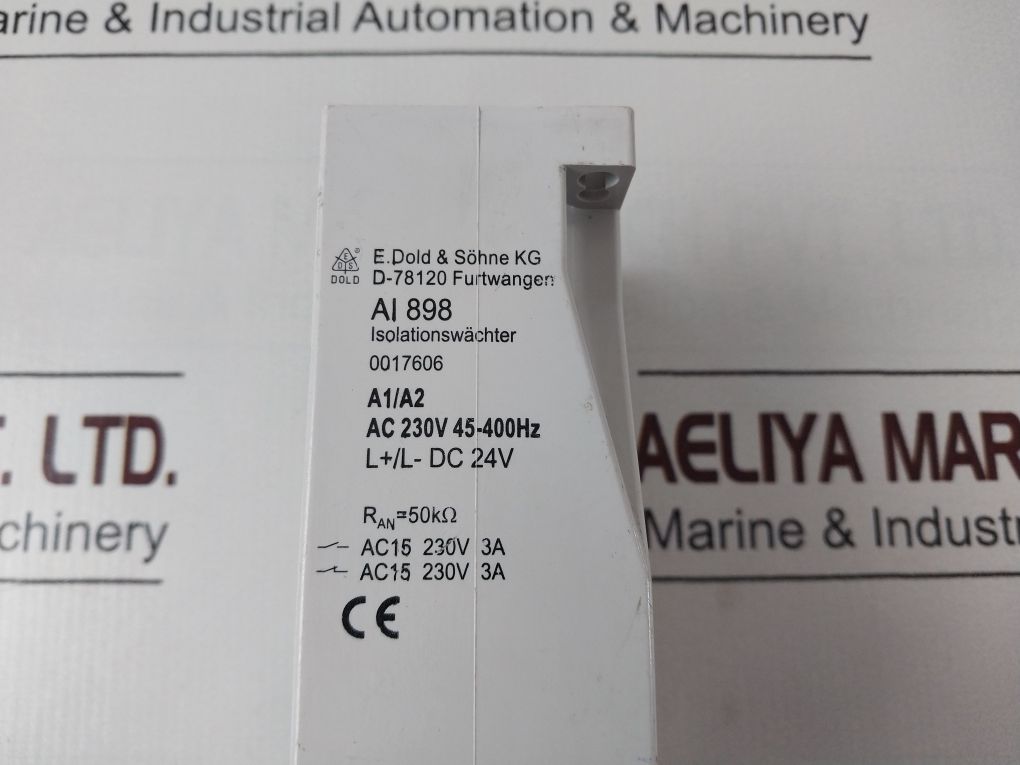 arine & Industrial Automation & Machinery
E
D S
DOLD
®
E.Dold & Söhne KG
D-78120 Furtwangen
AI 898
Isolationswächter
0017606
A1/A2
AC 230V 45-400Hz
L+/L- DC 24V
RAN=50kΩ
AC15 230V 3A
AC15 230V 3A
CE
T. LTD.
chinery
AELIYA MAR
Marine & Industr